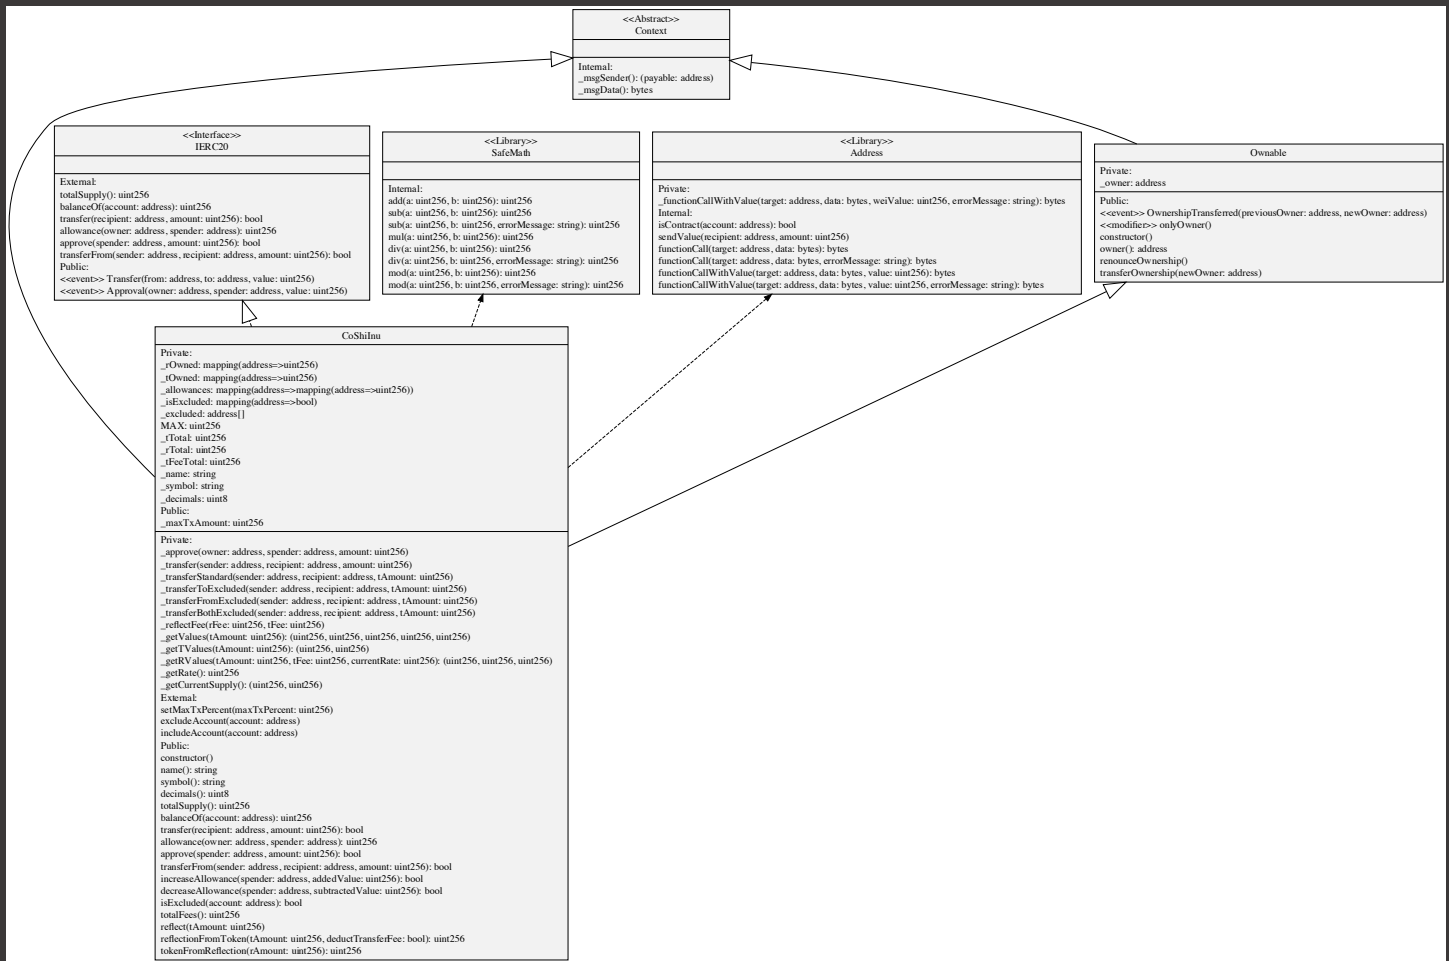 <<Abstract>>
Context
Internal:
_msgSender(): (payable: address)
_msgData(): bytes
<<Interface>>
IERC20
External:
totalSupply(): uint256
balanceOf(account: address): uint256
transfer(recipient: address, amount: uint256): bool
allowance(owner: address, spender: address): uint256
approve(spender: address, amount: uint256): bool
transferFrom(sender: address, recipient: address, amount: uint256): bool
Public:
<<event>> Transfer(from: address, to: address, value: uint256)
<<event>> Approval(owner: address, spender: address, value: uint256)
<<Library>>
SafeMath
Internal:
add(a: uint256, b: uint256): uint256
sub(a: uint256, b: uint256): uint256
sub(a: uint256, b: uint256, errorMessage: string): uint256
mul(a: uint256, b: uint256): uint256
div(a: uint256, b: uint256): uint256
div(a: uint256, b: uint256, errorMessage: string): uint256
mod(a: uint256, b: uint256): uint256
mod(a: uint256, b: uint256, errorMessage: string): uint256
<<Library>>
Address
Private:
_functionCallWithValue(target: address, data: bytes, weiValue: uint256, errorMessage: string): bytes
Internal:
isContract(account: address): bool
sendValue(recipient: address, amount: uint256)
functionCall(target: address, data: bytes): bytes
functionCall(target: address, data: bytes, errorMessage: string): bytes
functionCallWithValue(target: address, data: bytes, value: uint256): bytes
functionCallWithValue(target: address, data: bytes, value: uint256, errorMessage: string): bytes
Ownable
Private:
_owner: address
Public:
<<event>> OwnershipTransferred(previousOwner: address, newOwner: address)
<<modifier>> onlyOwner()
constructor()
owner(): address
renounceOwnership()
transferOwnership(newOwner: address)
CoShiInu
Private:
_rOwned: mapping(address=>uint256)
_tOwned: mapping(address=>uint256)
_allowances: mapping(address=>mapping(address=>uint256))
_isExcluded: mapping(address=>bool)
_excluded: address[]
MAX: uint256
_tTotal: uint256
_rTotal: uint256
_tFeeTotal: uint256
_name: string
_symbol: string
_decimals: uint8
Public:
_maxTxAmount: uint256
Private:
_approve(owner: address, spender: address, amount: uint256)
_transfer(sender: address, recipient: address, amount: uint256)
_transferStandard(sender: address, recipient: address, tAmount: uint256)
_transferToExcluded(sender: address, recipient: address, tAmount: uint256)
_transferFromExcluded(sender: address, recipient: address, tAmount: uint256)
_transferBothExcluded(sender: address, recipient: address, tAmount: uint256)
_reflectFee(rFee: uint256, tFee: uint256)
_getValues(tAmount: uint256): (uint256, uint256, uint256, uint256, uint256)
_getTValues(tAmount: uint256): (uint256, uint256)
_getRValues(tAmount: uint256, tFee: uint256, currentRate: uint256): (uint256, uint256, uint256)
_getRate(): uint256
_getCurrentSupply(): (uint256, uint256)
External:
setMaxTxPercent(maxTxPercent: uint256)
excludeAccount(account: address)
includeAccount(account: address)
Public:
constructor()
name(): string
symbol(): string
decimals(): uint8
totalSupply(): uint256
balanceOf(account: address): uint256
transfer(recipient: address, amount: uint256): bool
allowance(owner: address, spender: address): uint256
approve(spender: address, amount: uint256): bool
transferFrom(sender: address, recipient: address, amount: uint256): bool
increaseAllowance(spender: address, addedValue: uint256): bool
decreaseAllowance(spender: address, subtractedValue: uint256): bool
isExcluded(account: address): bool
totalFees(): uint256
reflect(tAmount: uint256)
reflectionFromToken(tAmount: uint256, deductTransferFee: bool): uint256
tokenFromReflection(rAmount: uint256): uint256